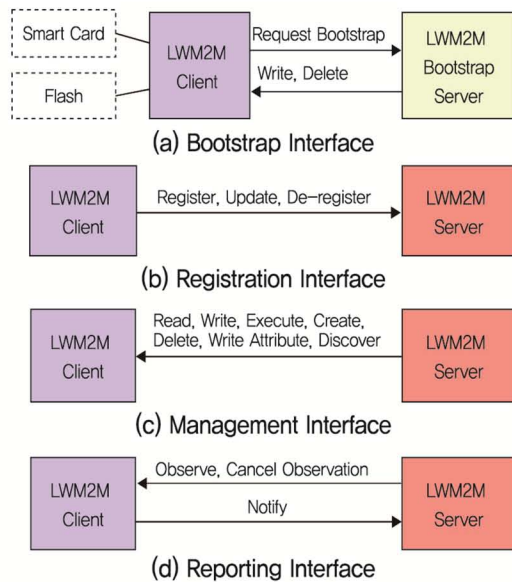 Smart Card
Flash
LWM2M
Client
Request Bootstrap
Write, Delete
LWM2M
Bootstrap
Server
(a) Bootstrap Interface
LWM2M
Client
Register, Update, De-register
LWM2M
Server
(b) Registration Interface
LWM2M
Client
Read, Write, Execute, Create,
Delete, Write Attribute, Discover
LWM2M
Server
(c) Management Interface
LWM2M
Client
Observe, Cancel Observation
Notify
LWM2M
Server
(d) Reporting Interface